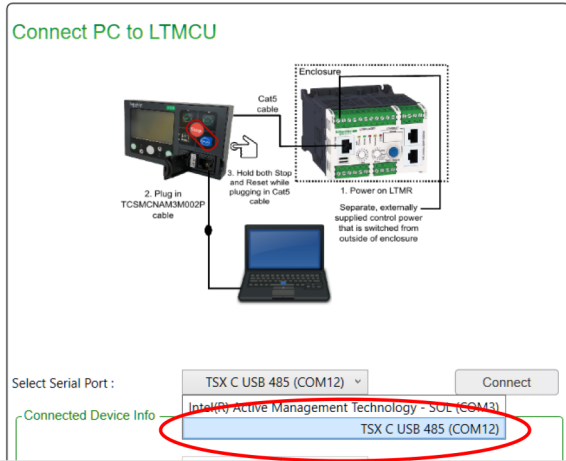 Connect PC to LTMCU
Enclosure
Cat5
cable
3. Hold both Stop
and Reset while
plugging in Cat5
cable
2. Plug in
TCSMCNAM3M002P
cable
1. Power on LTMR
Separate, externally
supplied control power
that is switched from
outside of enclosure
Select Serial Port :
TSX C USB 485 (COM12)
Connect
Intel(R) Active Management Technology - SOL (COM3)
Connected Device Info
TSX C USB 485 (COM12)